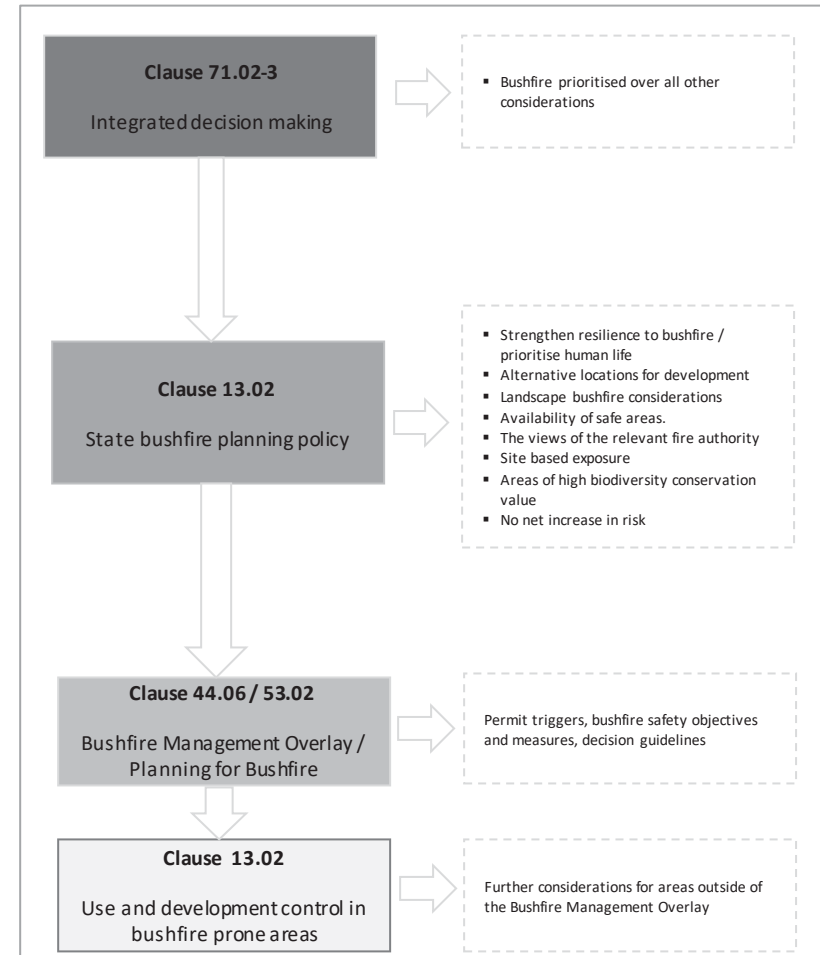 Clause 71.02-3
Integrated decision making
▪ Bushfire prioritised over all other
considerations
Clause 13.02
State bushfire planning policy
▪ Strengthen resilience to bushfire /
prioritise human life
▪ Alternative locations for development
▪ Landscape bushfire considerations
▪ Availability of safe areas.
▪ The views of the relevant fire authority
▪ Site based exposure
▪ Areas of high biodiversity conservation
value
▪ No net increase in risk
Clause 44.06 / 53.02
Bushfire Management Overlay /
Planning for Bushfire
Permit triggers, bushfire safety objectives
and measures, decision guidelines
Clause 13.02
Use and development control in
bushfire prone areas
Further considerations for areas outside of
the Bushfire Management Overlay